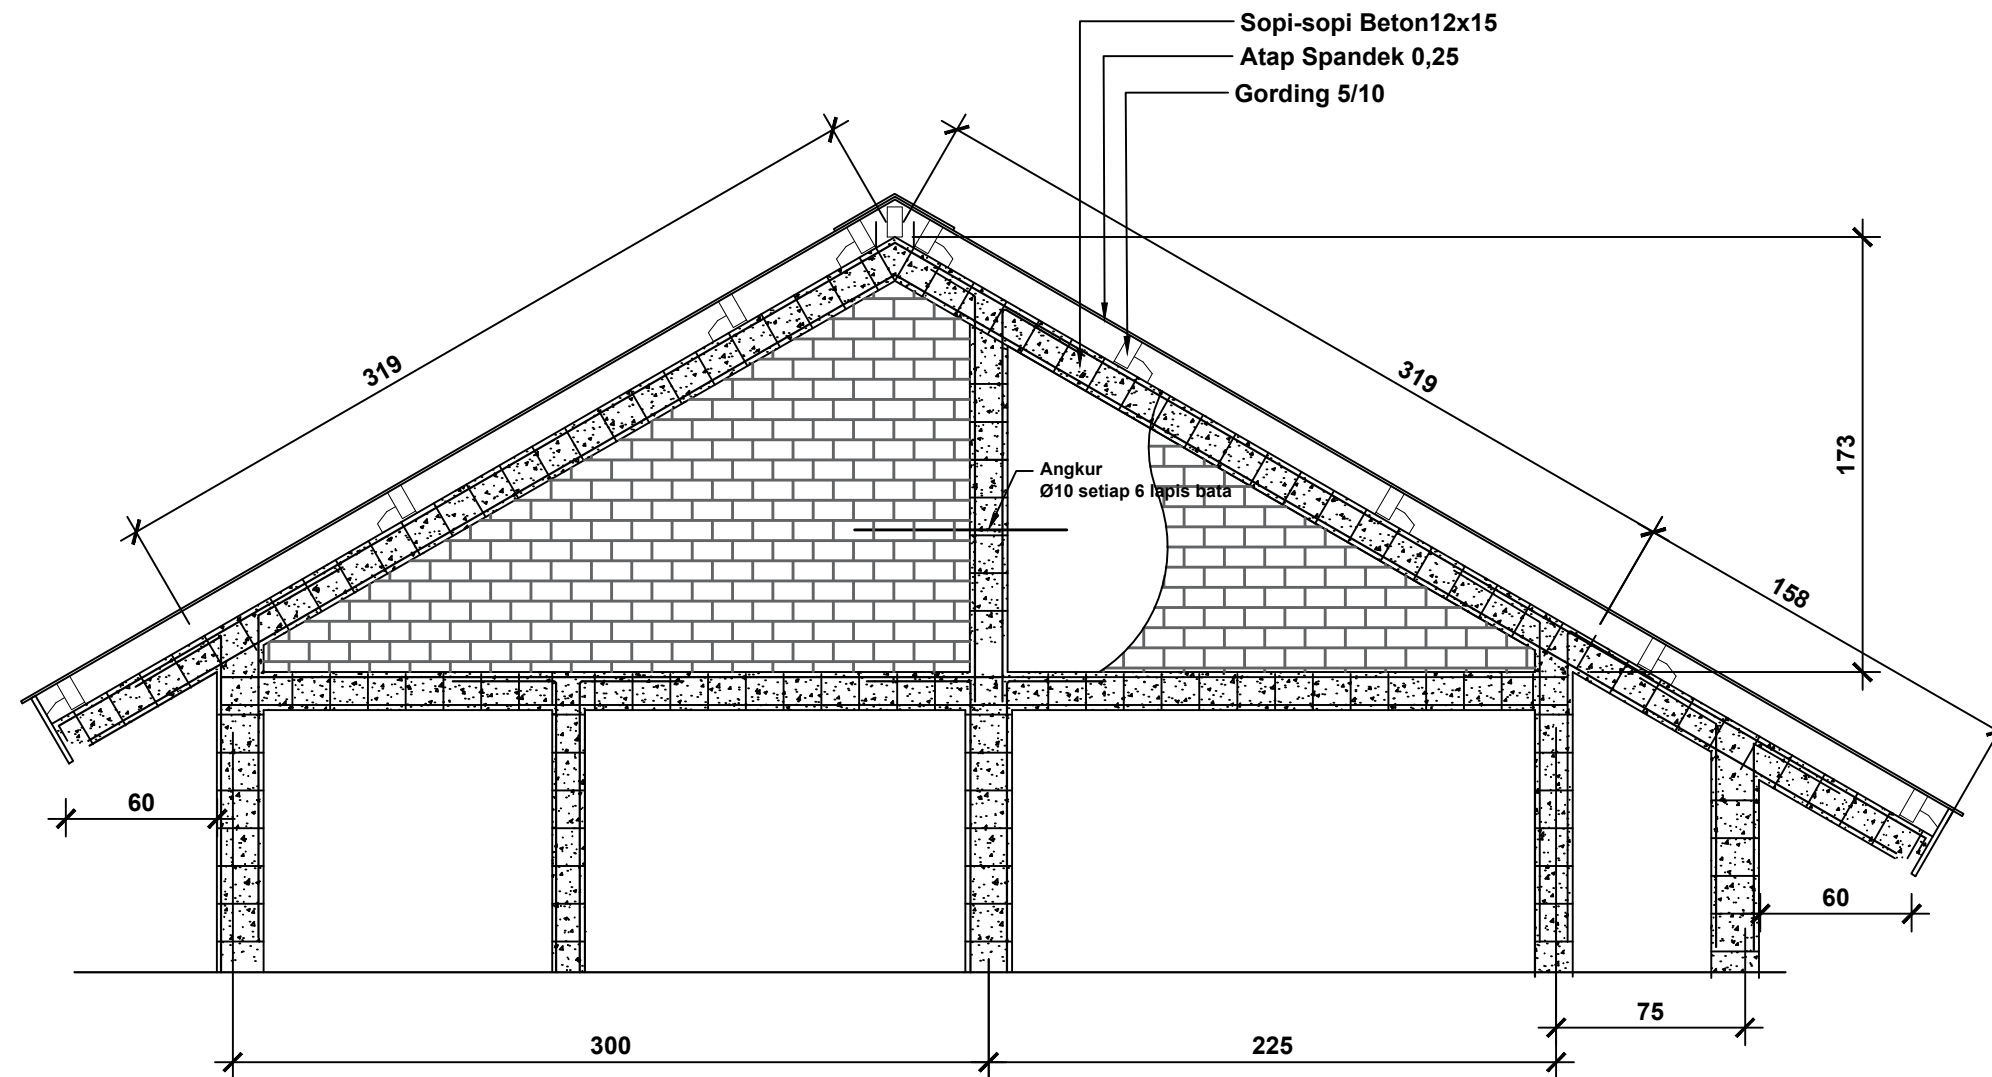 Sopi-sopi Beton12x15
Atap Spandek 0,25
Gording 5/10
319
319
173
Angkur
Ø10 setiap 6 lapis bata
158
60
60
75
300
225